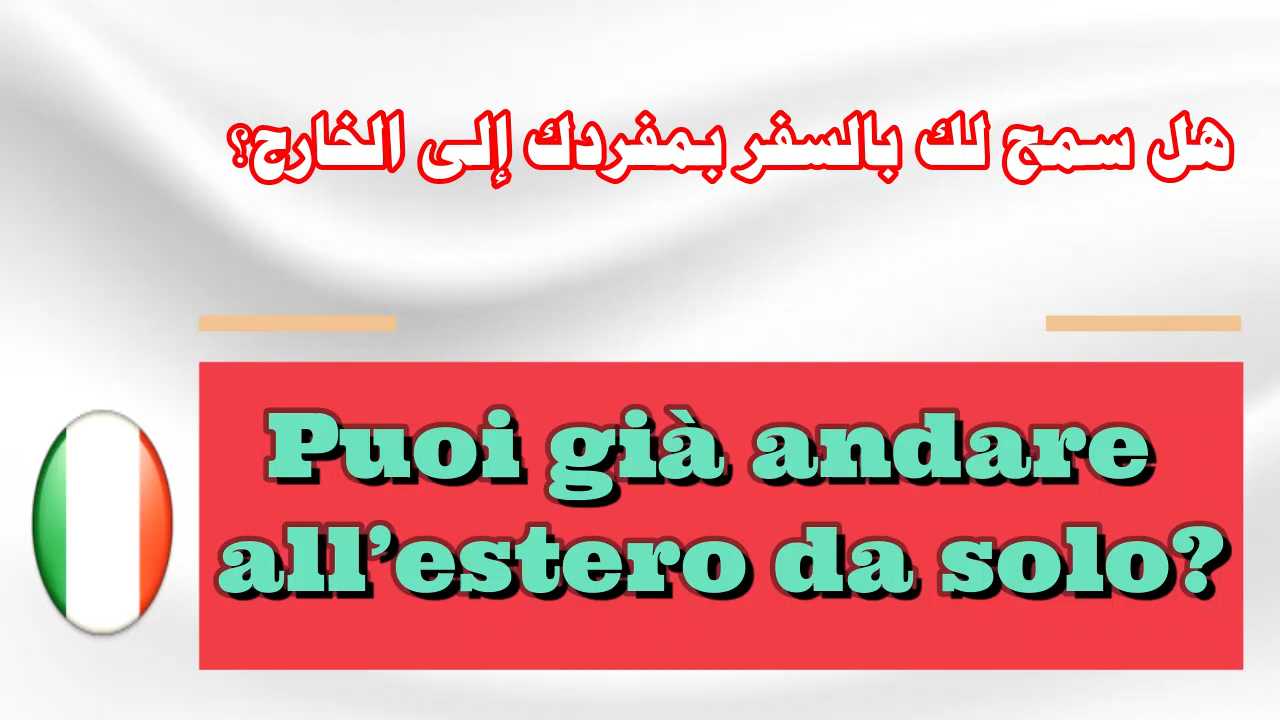 هل سمح لك بالسفر بمفردك إلى الخارج؟
Puoi già andare
all’estero da solo?